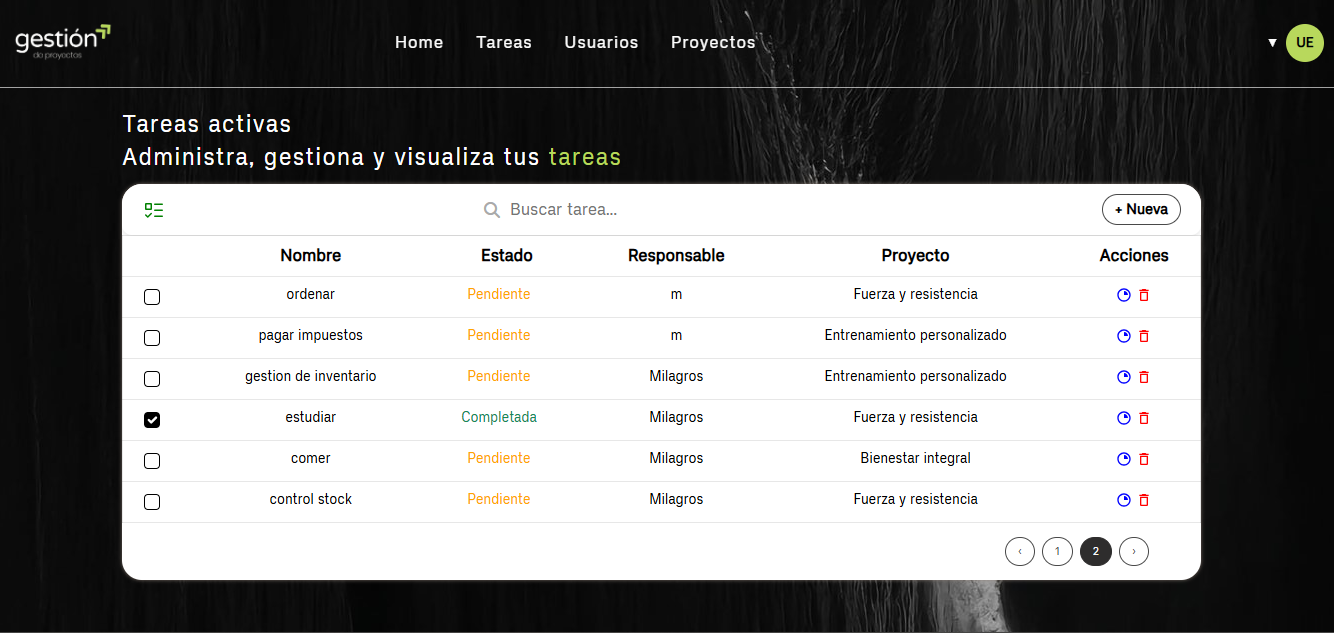 gestión
de proyectos
Home Tareas Usuarios Proyectos
▼ UE
Tareas activas
Administra, gestiona y visualiza tus tareas
Buscar tarea...
+ Nueva
Nombre Estado Responsable Proyecto Acciones
ordenar Pendiente m Fuerza y resistencia
pagar impuestos Pendiente m Entrenamiento personalizado
gestion de inventario Pendiente Milagros Entrenamiento personalizado
estudiar Completada Milagros Fuerza y resistencia
comer Pendiente Milagros Bienestar integral
control stock Pendiente Milagros Fuerza y resistencia
‹ 1 2 ›